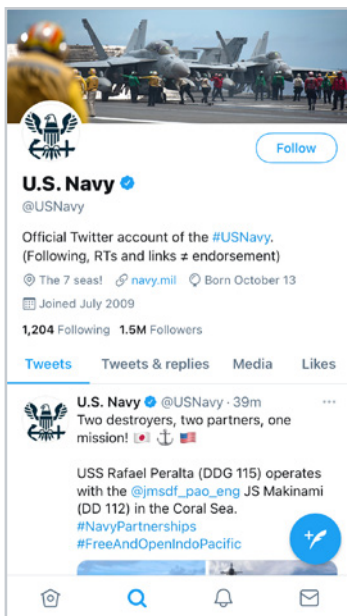 Follow
U.S. Navy
@USNavy
Official Twitter account of the #USNavy.
(Following, RTs and links ≠ endorsement)
The 7 seas! navy.mil Born October 13
Joined July 2009
1,204 Following 1.5M Followers
Tweets Tweets & replies Media Likes
U.S. Navy @USNavy · 39m
Two destroyers, two partners, one
mission! 🇯🇵 ⚓ 🇺🇸
USS Rafael Peralta (DDG 115) operates
with the @jmsdf_pao_eng JS Makinami
(DD 112) in the Coral Sea.
#NavyPartnerships
#FreeAndOpenIndoPacific